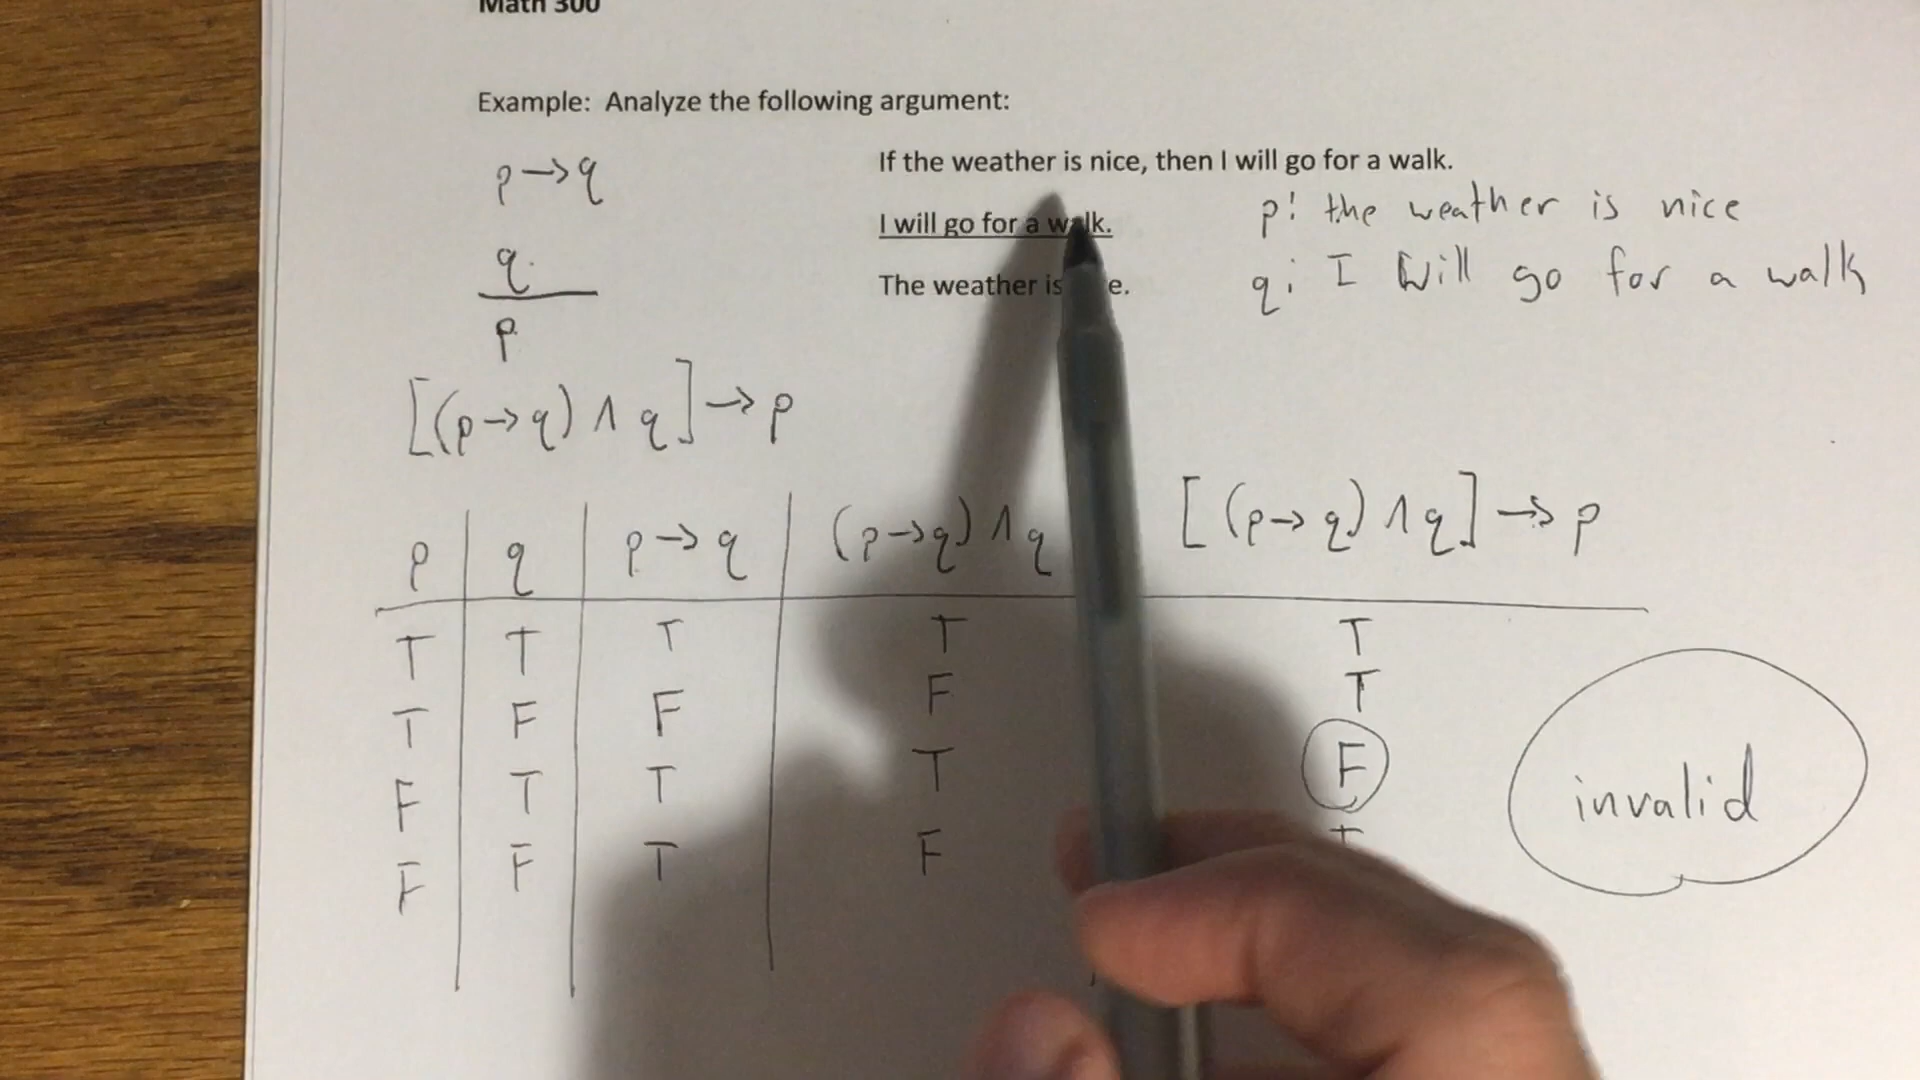 Math 300
Example: Analyze the following argument:
p→q
If the weather is nice, then I will go for a walk.
p: the weather is nice
q
I will go for a walk.
q: I will go for a walk
p
The weather is
[(p→q) ∧ q] → p
p q p→q (p→q) ∧ q [(p→q) ∧ q] → p
T T T T T
T F F F T
F T T T F
F F T F T
invalid